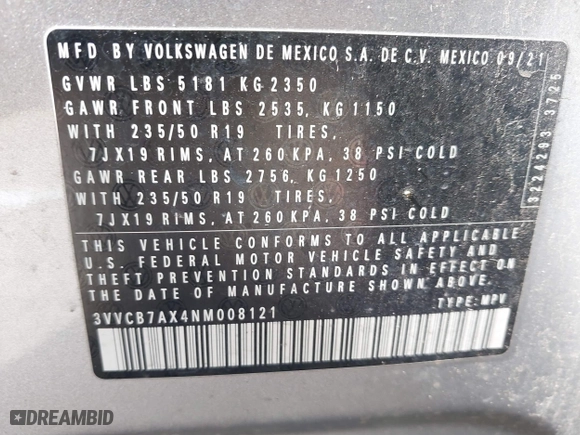 MFD BY VOLKSWAGEN DE MEXICO S.A. DE C.V. MEXICO 09/21
GVWR LBS 5181 KG 2350
GAWR FRONT LBS 2535, KG 1150
WITH 235/50 R19 TIRES,
7JX19 RIMS, AT 260 KPA, 38 PSI COLD
GAWR REAR LBS 2756, KG 1250
WITH 235/50 R19 TIRES,
7JX19 RIMS, AT 260 KPA, 38 PSI COLD
THIS VEHICLE CONFORMS TO ALL APPLICABLE
U.S. FEDERAL MOTOR VEHICLE SAFETY AND
THEFT PREVENTION STANDARDS IN EFFECT ON
THE DATE OF MANUFACTURE SHOWN ABOVE.
3VVCB7AX4NM008121 TYPE: MPV
3224293 3725
DREAMBID